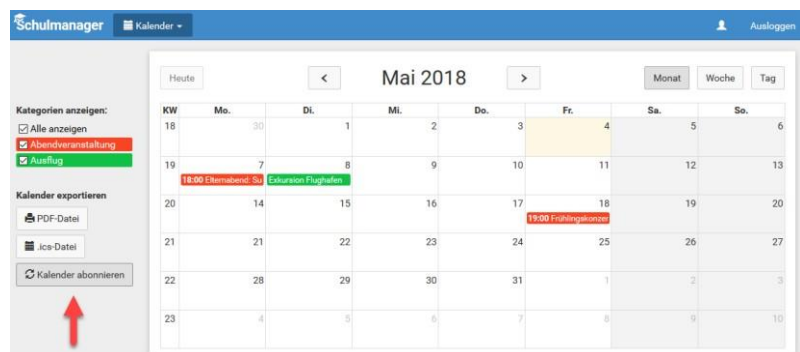 Schulmanager Kalender Ausloggen
Heute < Mai 2018 > Monat Woche Tag
Kategorien anzeigen:
Alle anzeigen
Abendveranstaltung
Ausflug
Kalender exportieren
PDF-Datei
.ics-Datei
Kalender abonnieren
KW Mo. Di. Mi. Do. Fr. Sa. So.
18 30 1 2 3 4 5 6
19 7 8 9 10 11 12 13
18:00 Elternabend: Su Exkursion Flughafen
20 14 15 16 17 18 19 20
19:00 Frühlingskonzer
21 21 22 23 24 25 26 27
22 28 29 30 31 1 2 3
23 4 5 6 7 8 9 10